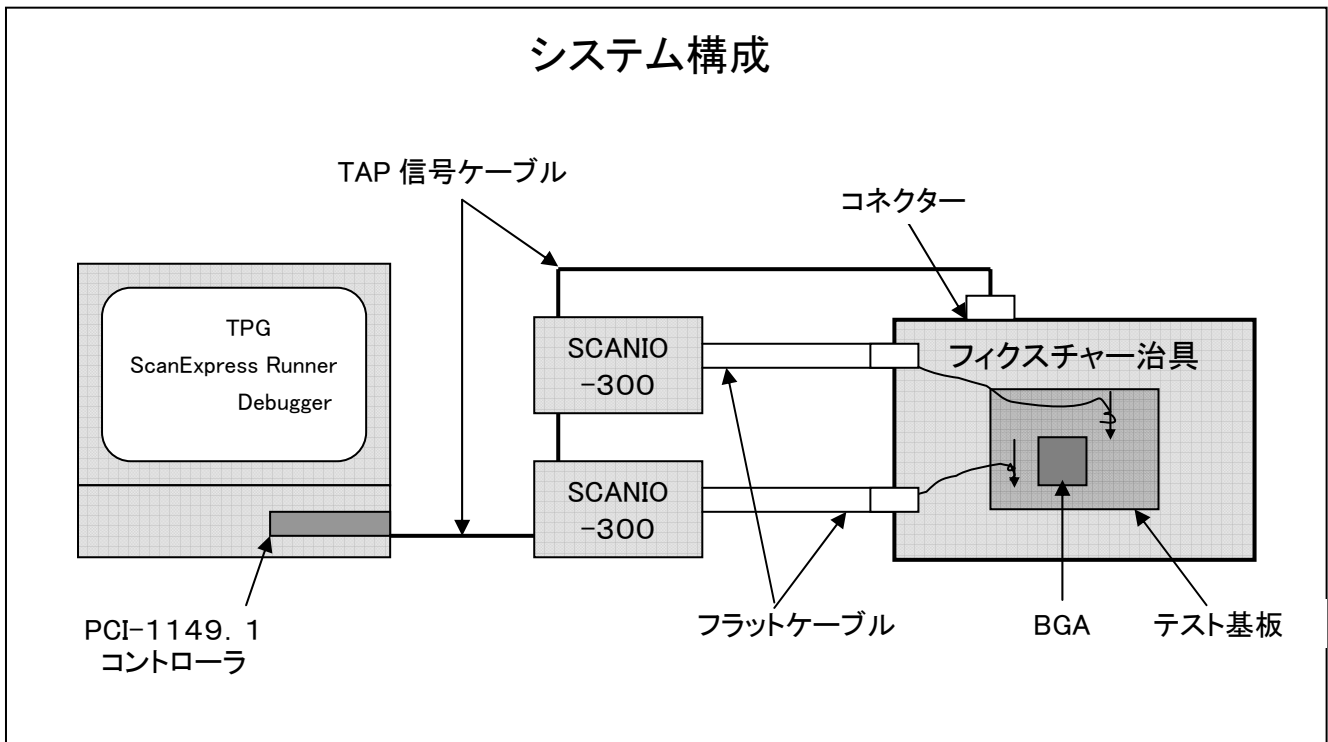 システム構成
TAP 信号ケーブル
コネクター
TPG
ScanExpress Runner
Debugger
SCANIO
-３００
フィクスチャー治具
SCANIO
-３００
PCI-1149．1
コントローラ
フラットケーブル
BGA
テスト基板